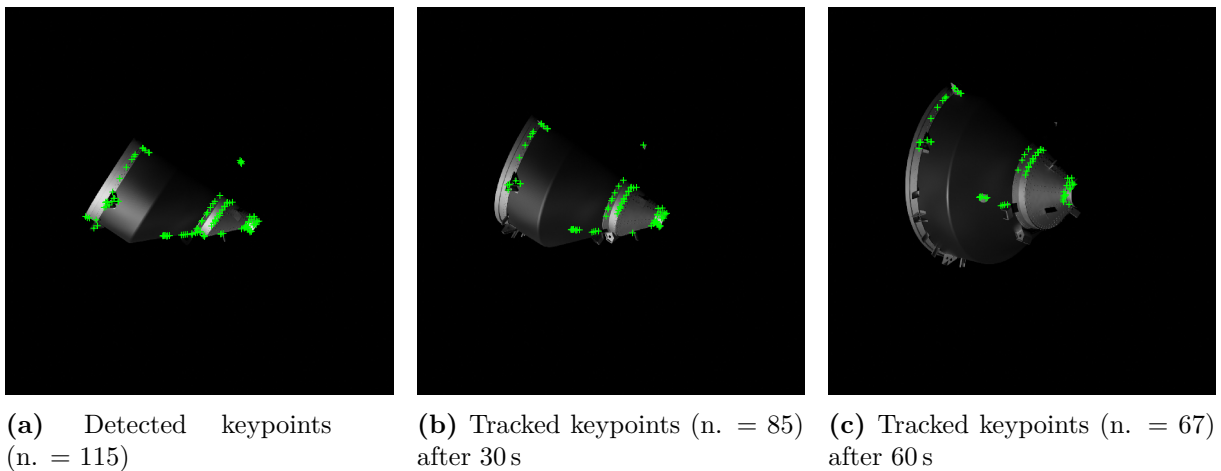 (a) Detected keypoints
(n. = 115)
(b) Tracked keypoints (n. = 85)
after 30 s
(c) Tracked keypoints (n. = 67)
after 60 s